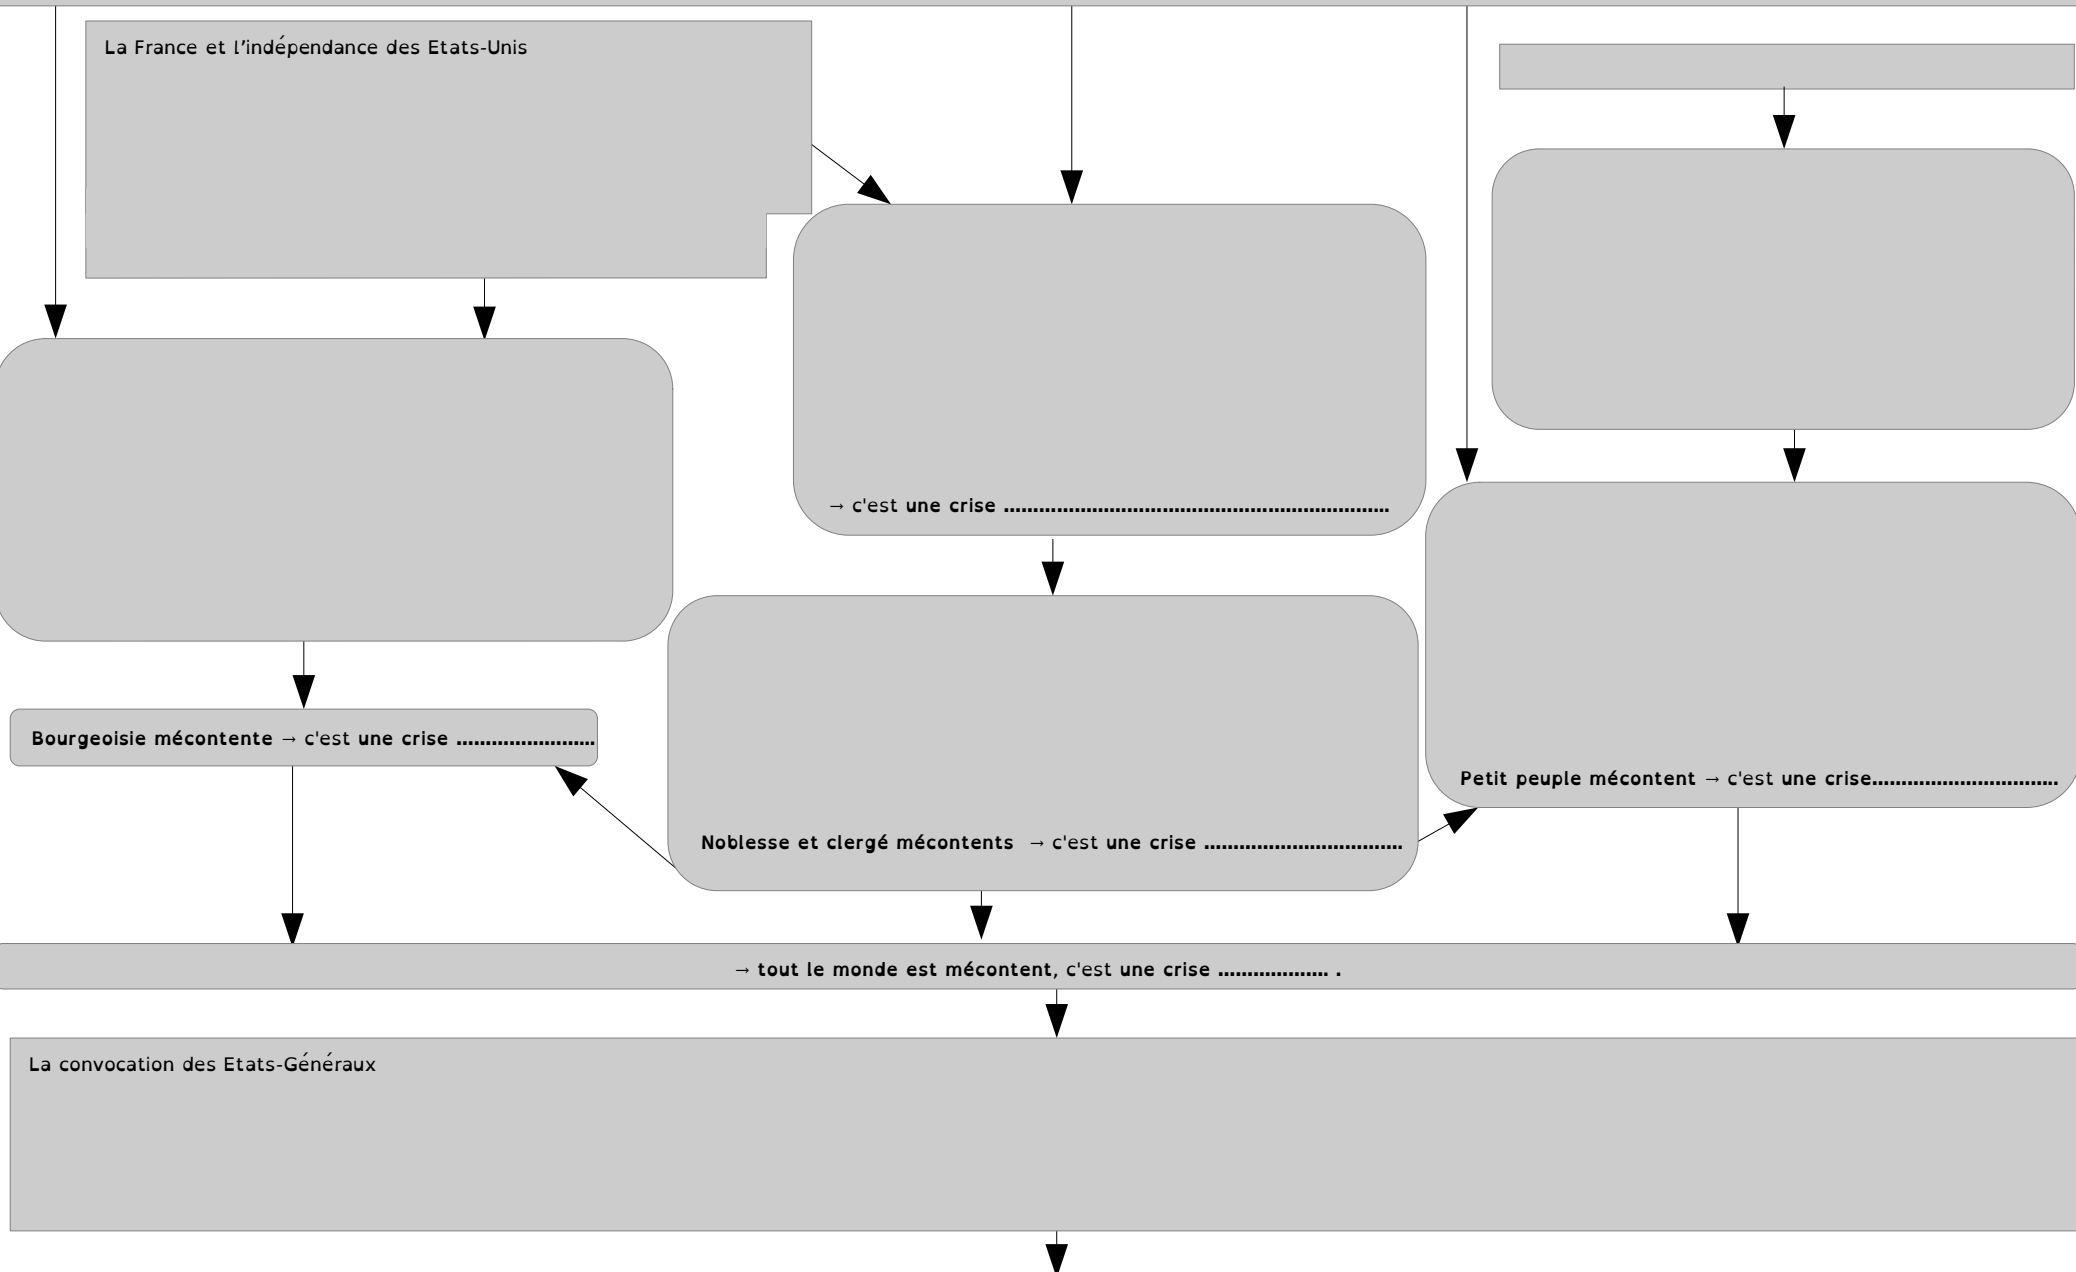 La France et l'indépendance des Etats-Unis
→ c'est une crise ..................................................................
Bourgeoisie mécontente → c'est une crise ........................
Petit peuple mécontent → c'est une crise................................
Noblesse et clergé mécontents → c'est une crise ..................................
→ tout le monde est mécontent, c'est une crise ................... .
La convocation des Etats-Généraux